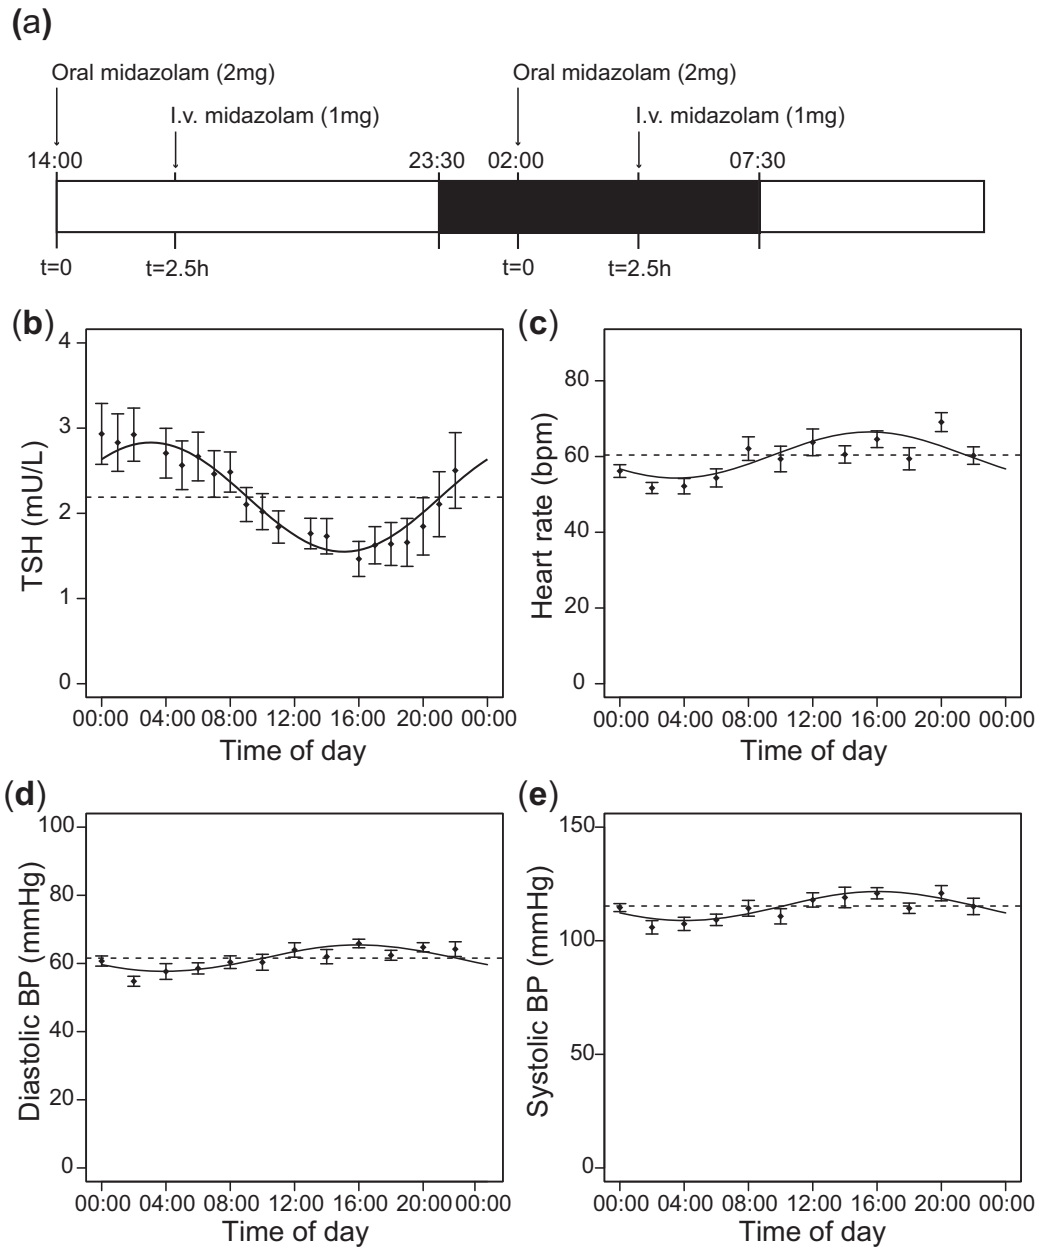 (a)
Oral midazolam (2mg) Oral midazolam (2mg)
I.v. midazolam (1mg) I.v. midazolam (1mg)
14:00 23:30 02:00 07:30
t=0 t=2.5h t=0 t=2.5h
(b)
TSH (mU/L)
4
3
2
1
0
00:00 04:00 08:00 12:00 16:00 20:00 00:00
Time of day
(c)
Heart rate (bpm)
80
60
40
20
0
00:00 04:00 08:00 12:00 16:00 20:00 00:00
Time of day
(d)
Diastolic BP (mmHg)
100
80
60
40
20
0
00:00 04:00 08:00 12:00 16:00 20:00 00:00
Time of day
(e)
Systolic BP (mmHg)
150
100
50
0
00:00 04:00 08:00 12:00 16:00 20:00 00:00
Time of day